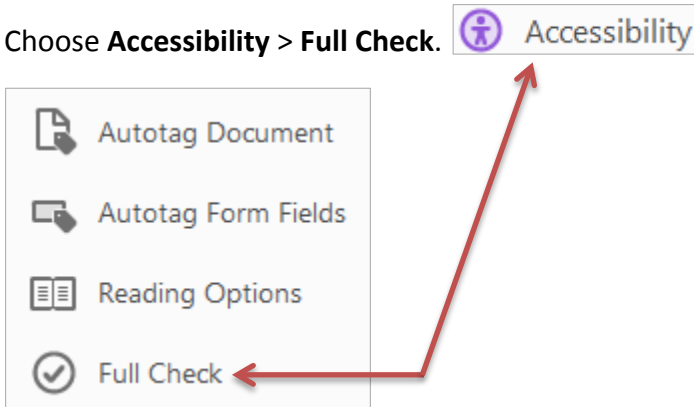 Choose Accessibility > Full Check.
Accessibility
Autotag Document
Autotag Form Fields
Reading Options
Full Check